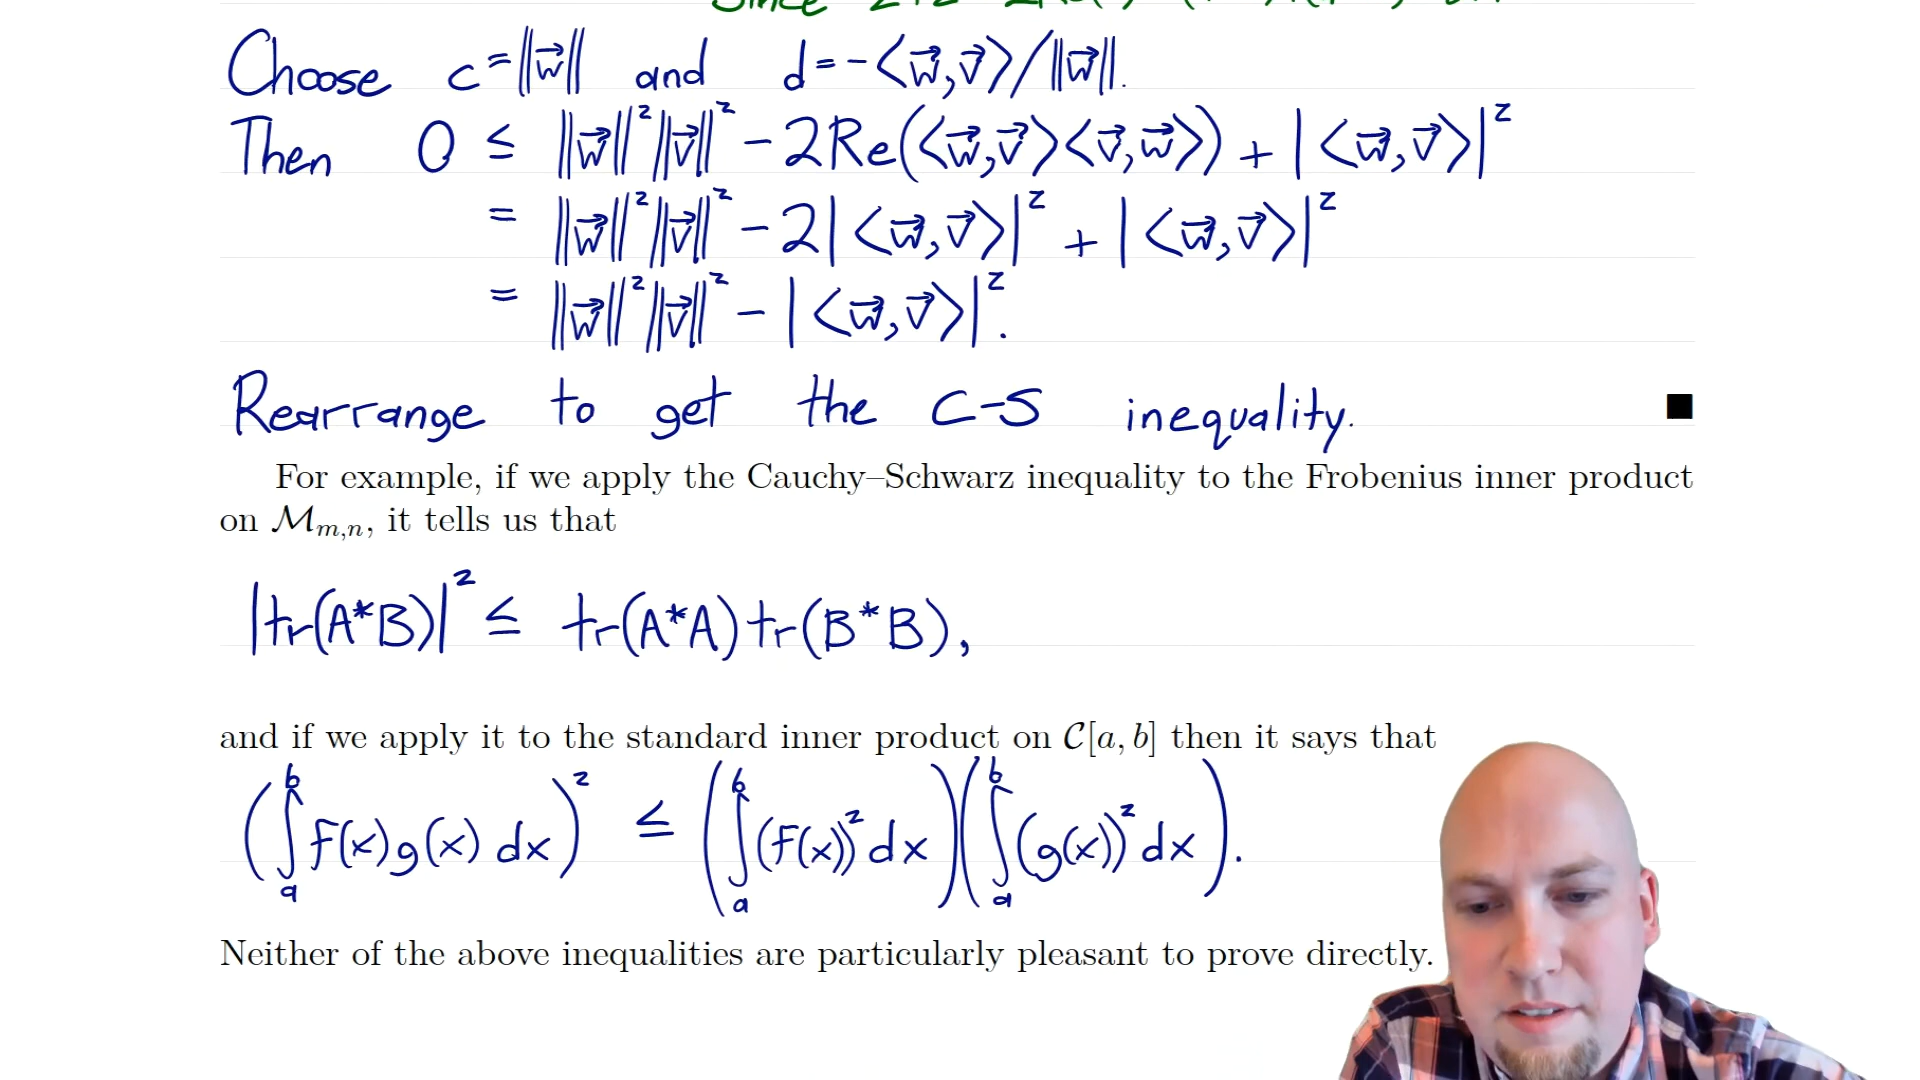 Since
Choose c=‖w⃗‖ and d=-⟨w⃗,v⃗⟩/‖w⃗‖.
Then 0 ≤ ‖w⃗‖²‖v⃗‖² - 2Re(⟨w⃗,v⃗⟩⟨v⃗,w⃗⟩) + |⟨w⃗,v⃗⟩|²
= ‖w⃗‖²‖v⃗‖² - 2|⟨w⃗,v⃗⟩|² + |⟨w⃗,v⃗⟩|²
= ‖w⃗‖²‖v⃗‖² - |⟨w⃗,v⃗⟩|².
Rearrange to get the C-S inequality. ■
For example, if we apply the Cauchy–Schwarz inequality to the Frobenius inner product
on ℳₘ,ₙ, it tells us that
|tr(A*B)|² ≤ tr(A*A)tr(B*B),
and if we apply it to the standard inner product on 𝒞[a, b] then it says that
(∫ₐᵇ f(x)g(x) dx)² ≤ (∫ₐᵇ (f(x))² dx)(∫ₐᵇ (g(x))² dx).
Neither of the above inequalities are particularly pleasant to prove directly.